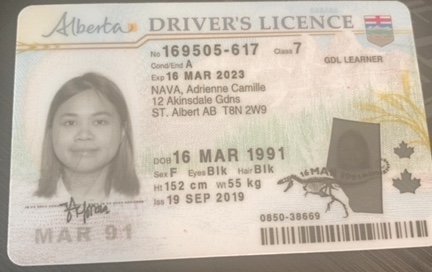 Alberta DRIVER'S LICENCE
No 169505-617 Class 7
Cond/End A GDL LEARNER
Exp 16 MAR 2023
NAVA, Adrienne Camille
12 Akinsdale Gdns
ST. Albert AB T8N 2W9
DOB 16 MAR 1991
Sex F Eyes Blk Hair Blk
Ht 152 cm Wt 55 kg
Iss 19 SEP 2019
MAR 91
0850-38669